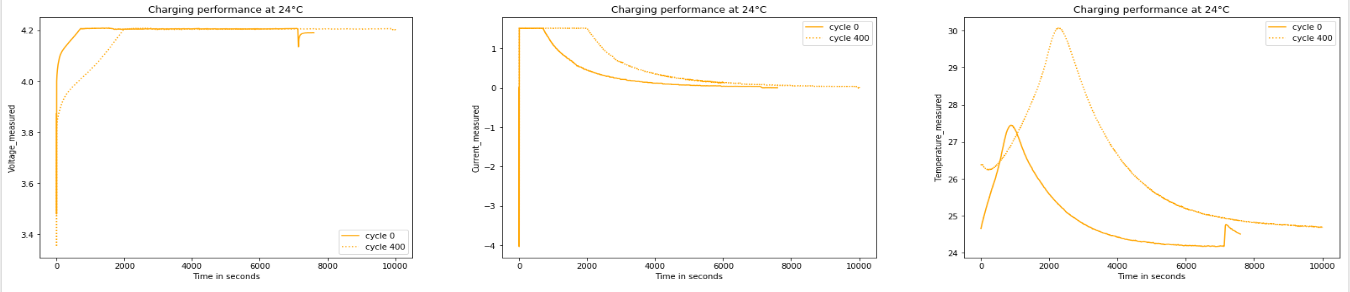 Charging performance at 24°C
4.2
4.0
3.8
3.6
3.4
Voltage_measured
cycle 0
cycle 400
0 2000 4000 6000 8000 10000
Time in seconds
Charging performance at 24°C
cycle 0
cycle 400
1
0
−1
−2
−3
−4
Current_measured
0 2000 4000 6000 8000 10000
Time in seconds
Charging performance at 24°C
cycle 0
cycle 400
30
29
28
27
26
25
24
Temperature_measured
0 2000 4000 6000 8000 10000
Time in seconds